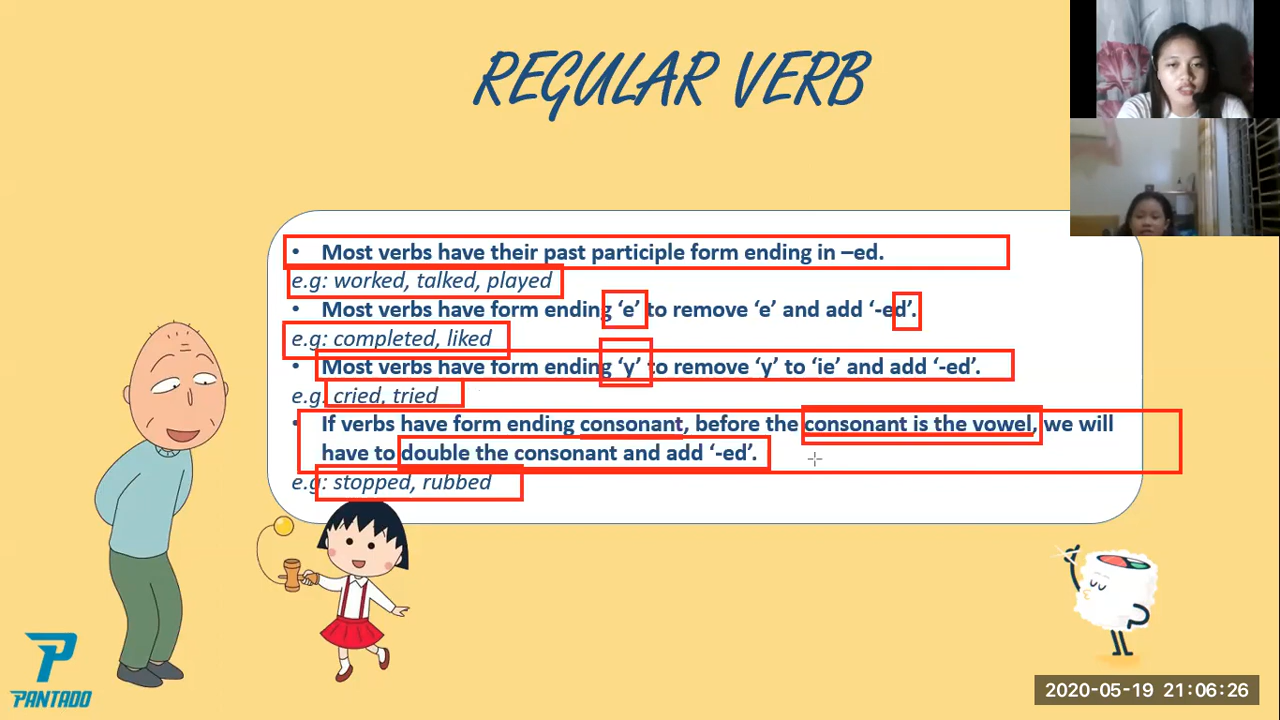 REGULAR VERB
• Most verbs have their past participle form ending in –ed.
e.g: worked, talked, played
• Most verbs have form ending ‘e’ to remove ‘e’ and add ‘-ed’.
e.g: completed, liked
• Most verbs have form ending ‘y’ to remove ‘y’ to ‘ie’ and add ‘-ed’.
e.g: cried, tried
• If verbs have form ending consonant, before the consonant is the vowel, we will
have to double the consonant and add ‘-ed’.
e.g: stopped, rubbed
PANTADO
2020-05-19 21:06:26